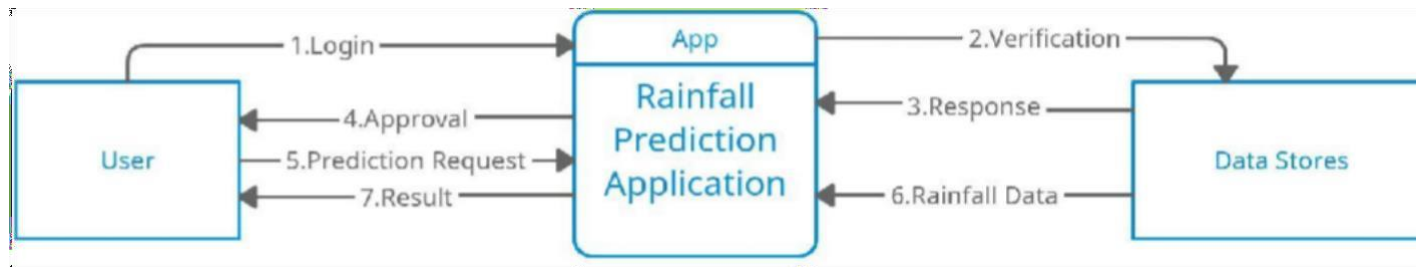 1.Login
App
2.Verification
Rainfall
Prediction
Application
3.Response
4.Approval
User
5.Prediction Request
Data Stores
7.Result
6.Rainfall Data